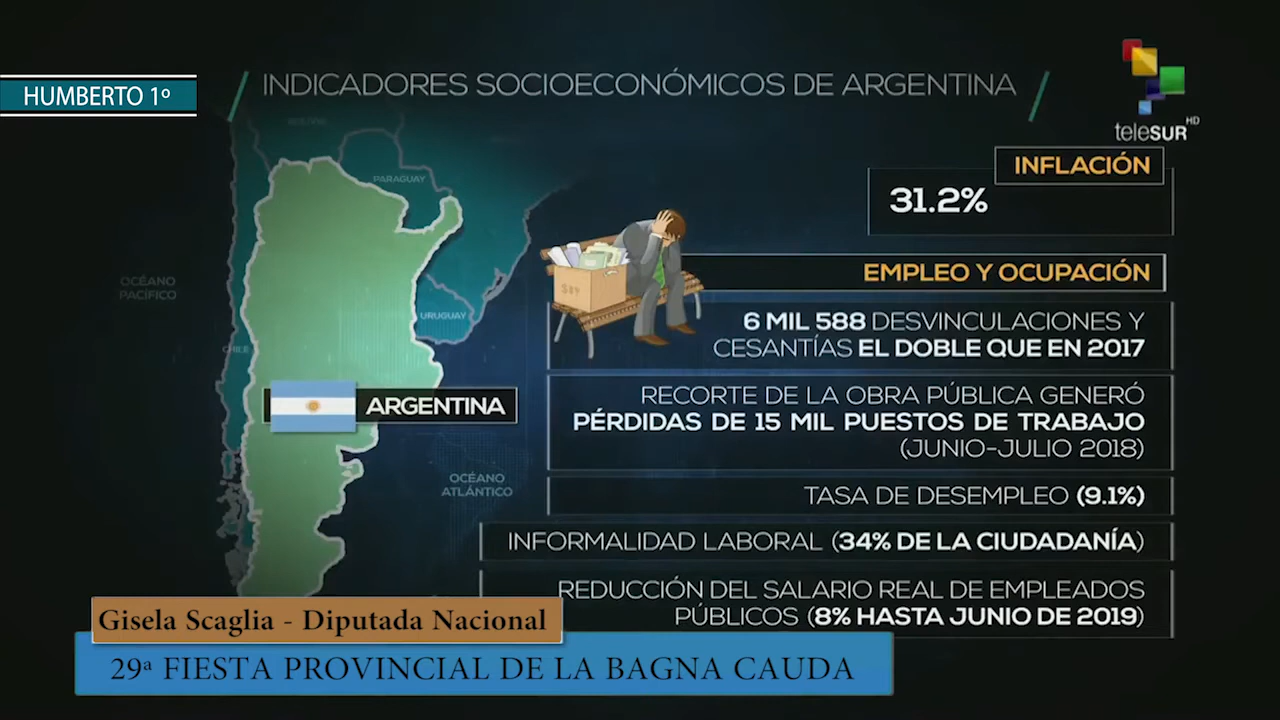 HUMBERTO 1º
INDICADORES SOCIOECONÓMICOS DE ARGENTINA
teleSUR HD
INFLACIÓN
31.2%
PARAGUAY
OCÉANO
PACÍFICO
EMPLEO Y OCUPACIÓN
URUGUAY
CHILE
6 MIL 588 DESVINCULACIONES Y
CESANTÍAS EL DOBLE QUE EN 2017
ARGENTINA
RECORTE DE LA OBRA PÚBLICA GENERÓ
PÉRDIDAS DE 15 MIL PUESTOS DE TRABAJO
(JUNIO-JULIO 2018)
OCÉANO
ATLÁNTICO
TASA DE DESEMPLEO (9.1%)
INFORMALIDAD LABORAL (34% DE LA CIUDADANÍA)
REDUCCIÓN DEL SALARIO REAL DE EMPLEADOS
PÚBLICOS (8% HASTA JUNIO DE 2019)
Gisela Scaglia - Diputada Nacional
29ª FIESTA PROVINCIAL DE LA BAGNA CAUDA